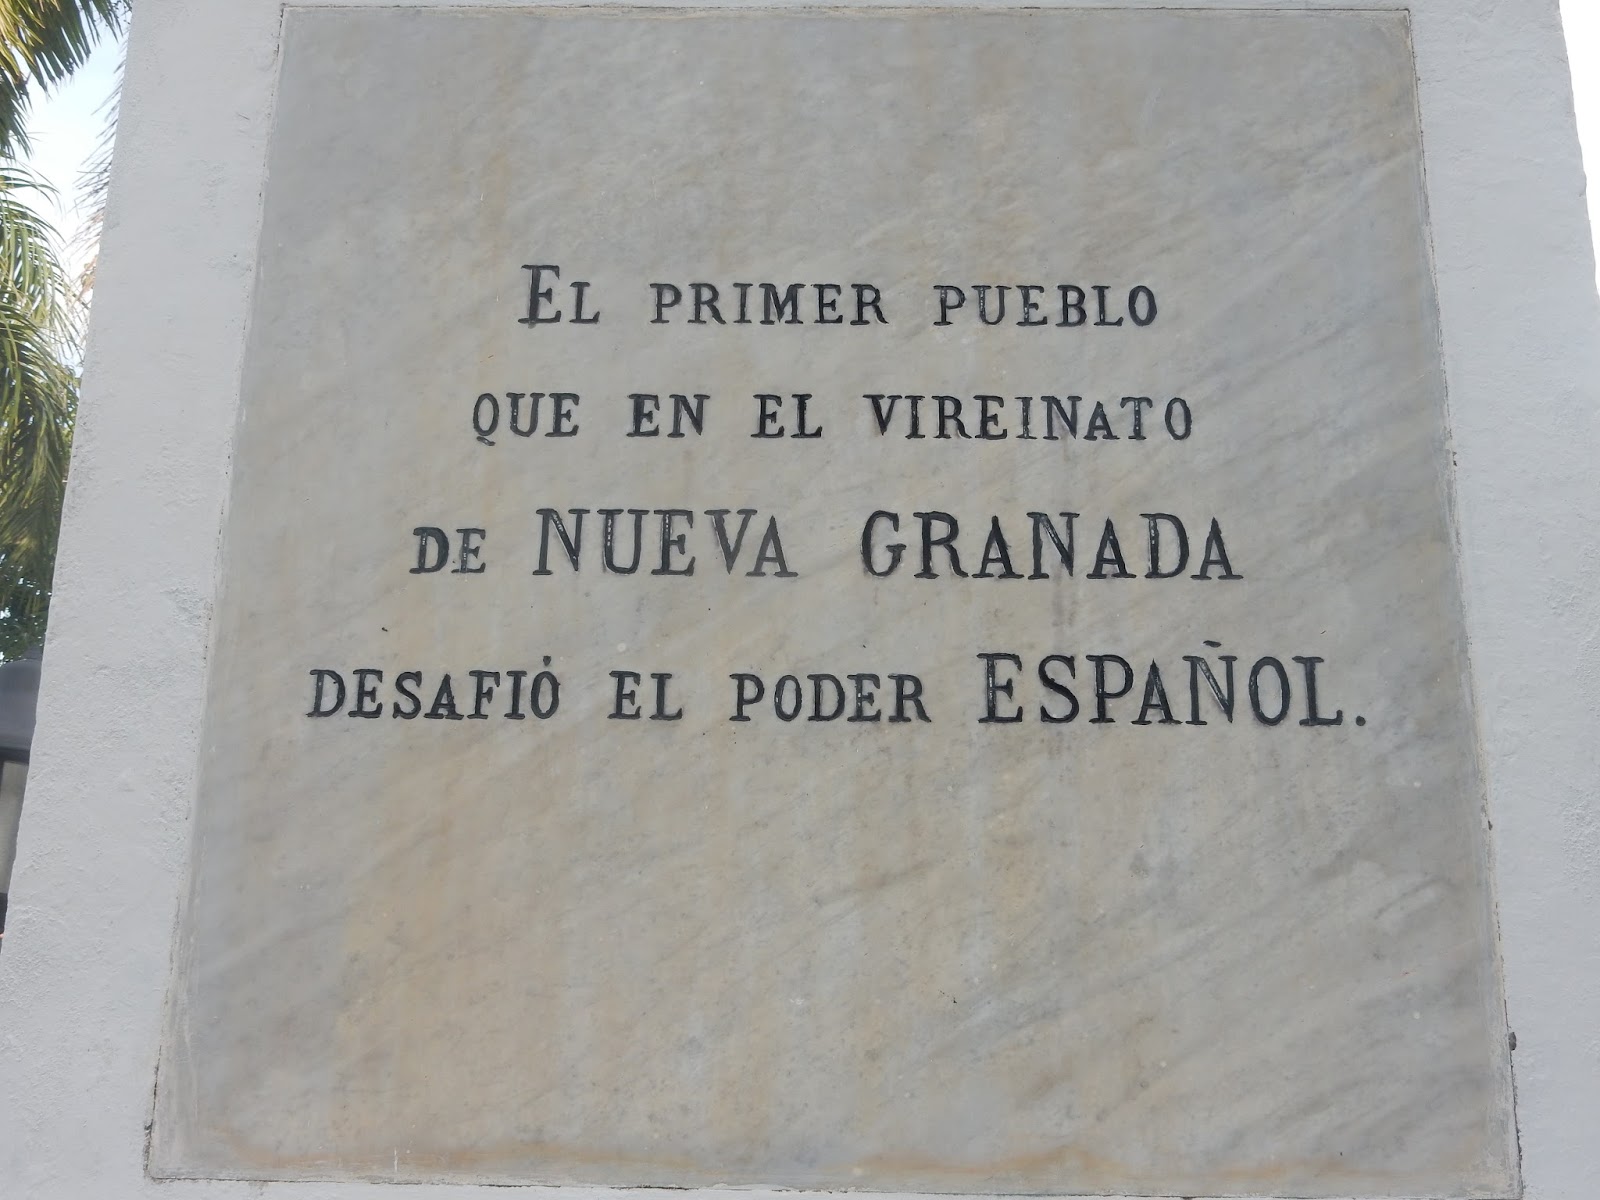 El PRIMER PUEBLO
QUE EN EL VIREINATO
DE NUEVA GRANADA
DESAFIÓ EL PODER ESPAÑOL.